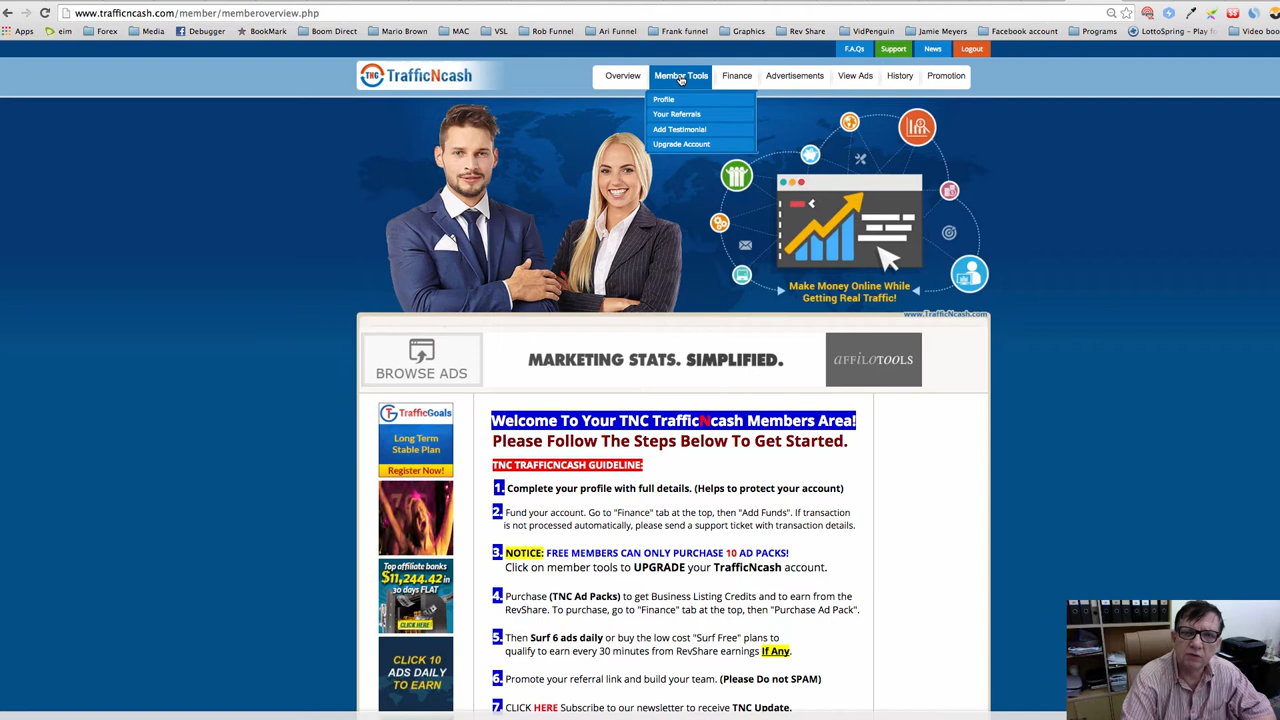 www.trafficncash.com/member/memberoverview.php
Apps eim Forex Media Debugger BookMark Boom Direct Mario Brown MAC VSL Rob Funnel Ari Funnel Frank funnel Graphics Rev Share VidPenguin Jamie Meyers Facebook account Programs LottoSpring - Play f Video boo
F.A.Qs Support News Logout
TNC TrafficNcash
Overview Member Tools Finance Advertisements View Ads History Promotion
Profile
Your Referrals
Add Testimonial
Upgrade Account
Make Money Online While
Getting Real Traffic!
www.TrafficNcash.com
BROWSE ADS
MARKETING STATS. SIMPLIFIED.
AFFILOTOOLS
TrafficGoals
Long Term
Stable Plan
Register Now!
Top affiliate banks
$11,244.42 in
30 days FLAT
CLICK HERE
CLICK 10
ADS DAILY
TO EARN
Welcome To Your TNC TrafficNcash Members Area!
Please Follow The Steps Below To Get Started.
TNC TRAFFICNCASH GUIDELINE:
1. Complete your profile with full details. (Helps to protect your account)
2. Fund your account. Go to "Finance" tab at the top, then "Add Funds". If transaction
is not processed automatically, please send a support ticket with transaction details.
3. NOTICE: FREE MEMBERS CAN ONLY PURCHASE 10 AD PACKS!
Click on member tools to UPGRADE your TrafficNcash account.
4. Purchase (TNC Ad Packs) to get Business Listing Credits and to earn from the
RevShare. To purchase, go to "Finance" tab at the top, then "Purchase Ad Pack".
5. Then Surf 6 ads daily or buy the low cost "Surf Free" plans to
qualify to earn every 30 minutes from RevShare earnings If Any.
6. Promote your referral link and build your team. (Please Do not SPAM)
7. CLICK HERE Subscribe to our newsletter to receive TNC Update.